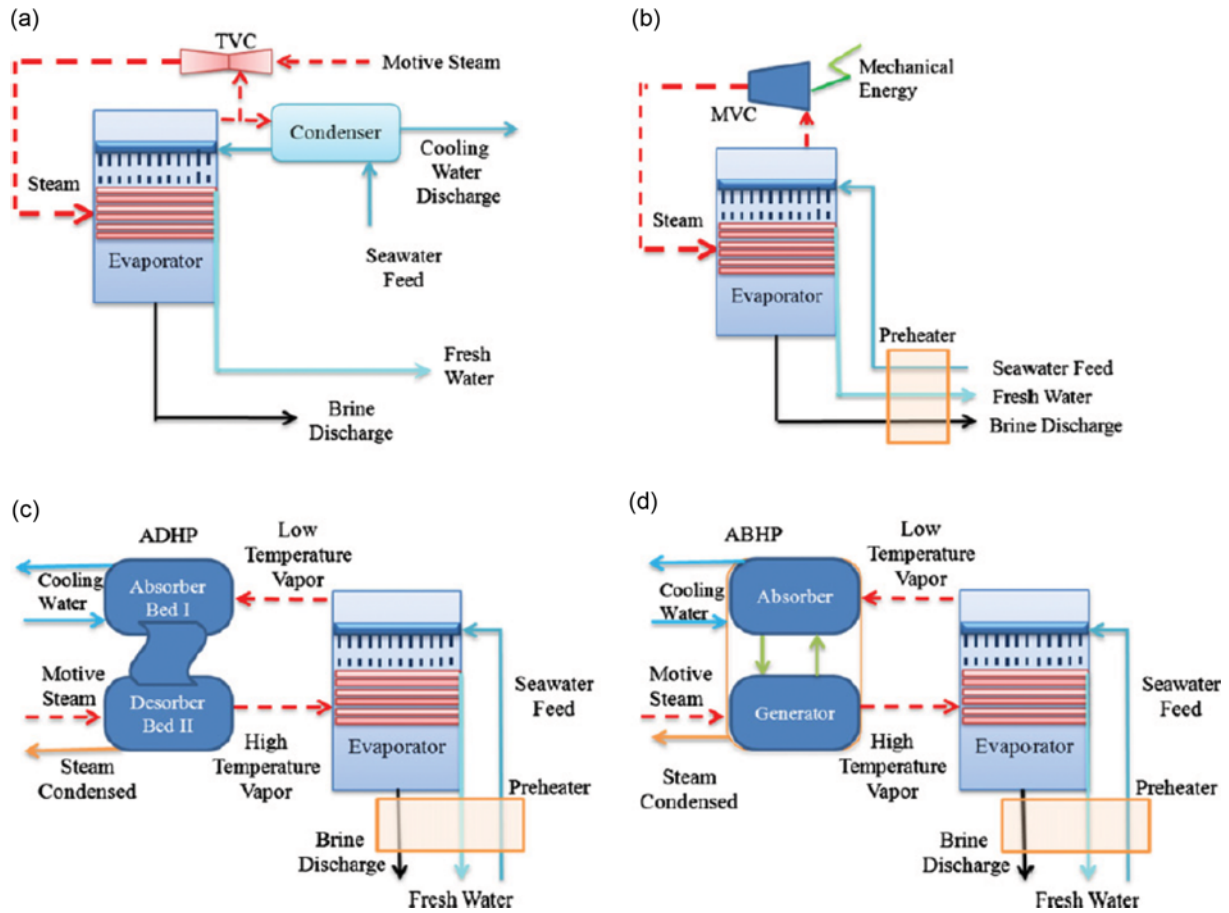 (a)
TVC
Motive Steam
Condenser
Cooling
Water
Discharge
Steam
Evaporator
Seawater
Feed
Fresh
Water
Brine
Discharge
(b)
Mechanical
Energy
MVC
Steam
Evaporator
Preheater
Seawater Feed
Fresh Water
Brine Discharge
(c)
ADHP
Low
Temperature
Vapor
Cooling
Water
Absorber
Bed I
Motive
Steam
Desorber
Bed II
Seawater
Feed
Steam
Condensed
High
Temperature
Vapor
Evaporator
Preheater
Brine
Discharge
Fresh Water
(d)
ABHP
Low
Temperature
Vapor
Cooling
Water
Absorber
Motive
Steam
Generator
Seawater
Feed
Steam
Condensed
High
Temperature
Vapor
Evaporator
Preheater
Brine
Discharge
Fresh Water